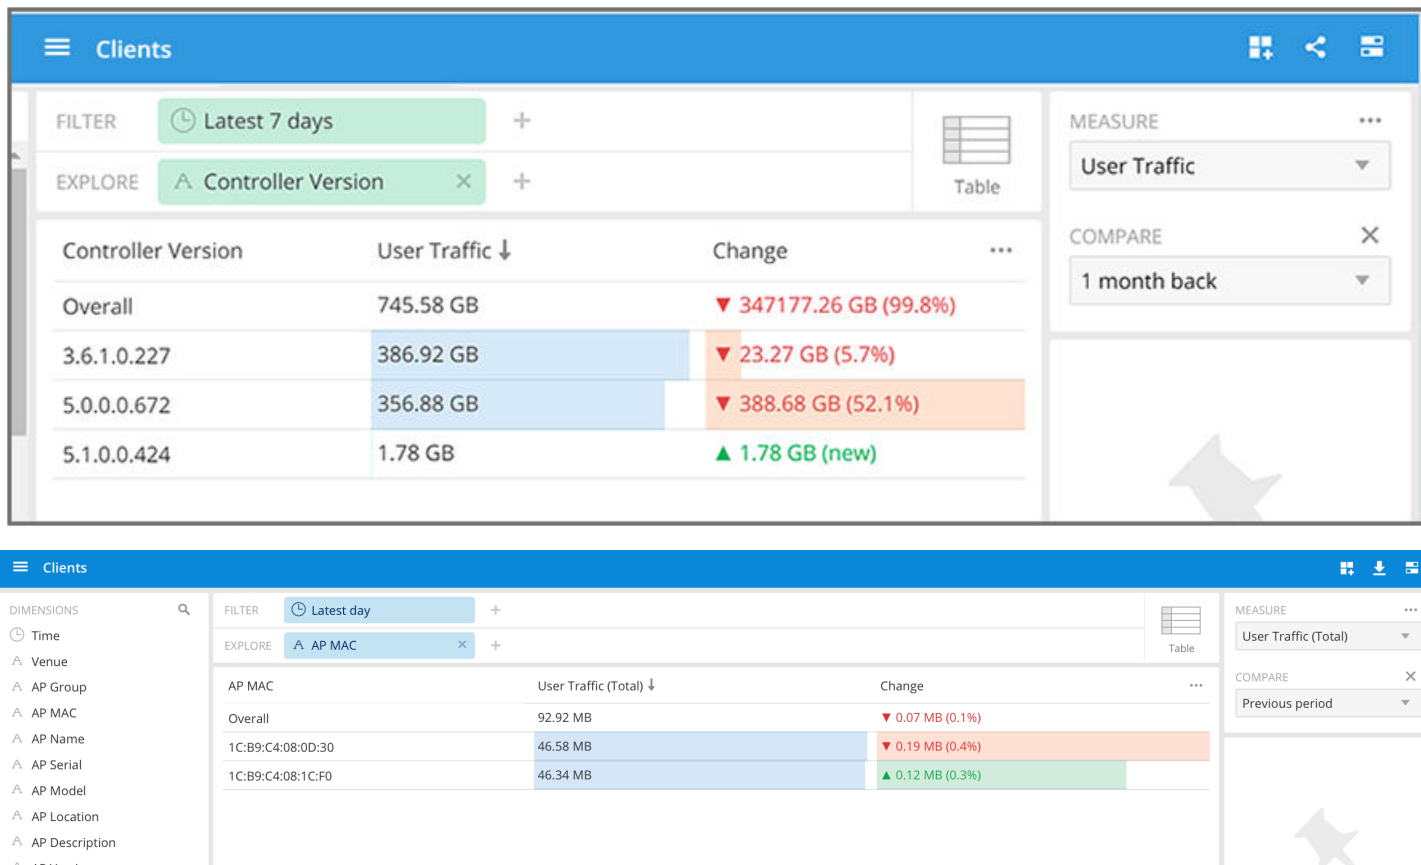 Clients
FILTER Latest 7 days +
EXPLORE A Controller Version × +
Table
MEASURE ...
User Traffic
COMPARE ×
1 month back
Controller Version User Traffic ↓ Change ...
Overall 745.58 GB ▼ 347177.26 GB (99.8%)
3.6.1.0.227 386.92 GB ▼ 23.27 GB (5.7%)
5.0.0.0.672 356.88 GB ▼ 388.68 GB (52.1%)
5.1.0.0.424 1.78 GB ▲ 1.78 GB (new)
Clients
DIMENSIONS
Time
A Venue
A AP Group
A AP MAC
A AP Name
A AP Serial
A AP Model
A AP Location
A AP Description
FILTER Latest day +
EXPLORE A AP MAC × +
Table
MEASURE ...
User Traffic (Total)
COMPARE ×
Previous period
AP MAC User Traffic (Total) ↓ Change ...
Overall 92.92 MB ▼ 0.07 MB (0.1%)
1C:B9:C4:08:0D:30 46.58 MB ▼ 0.19 MB (0.4%)
1C:B9:C4:08:1C:F0 46.34 MB ▲ 0.12 MB (0.3%)